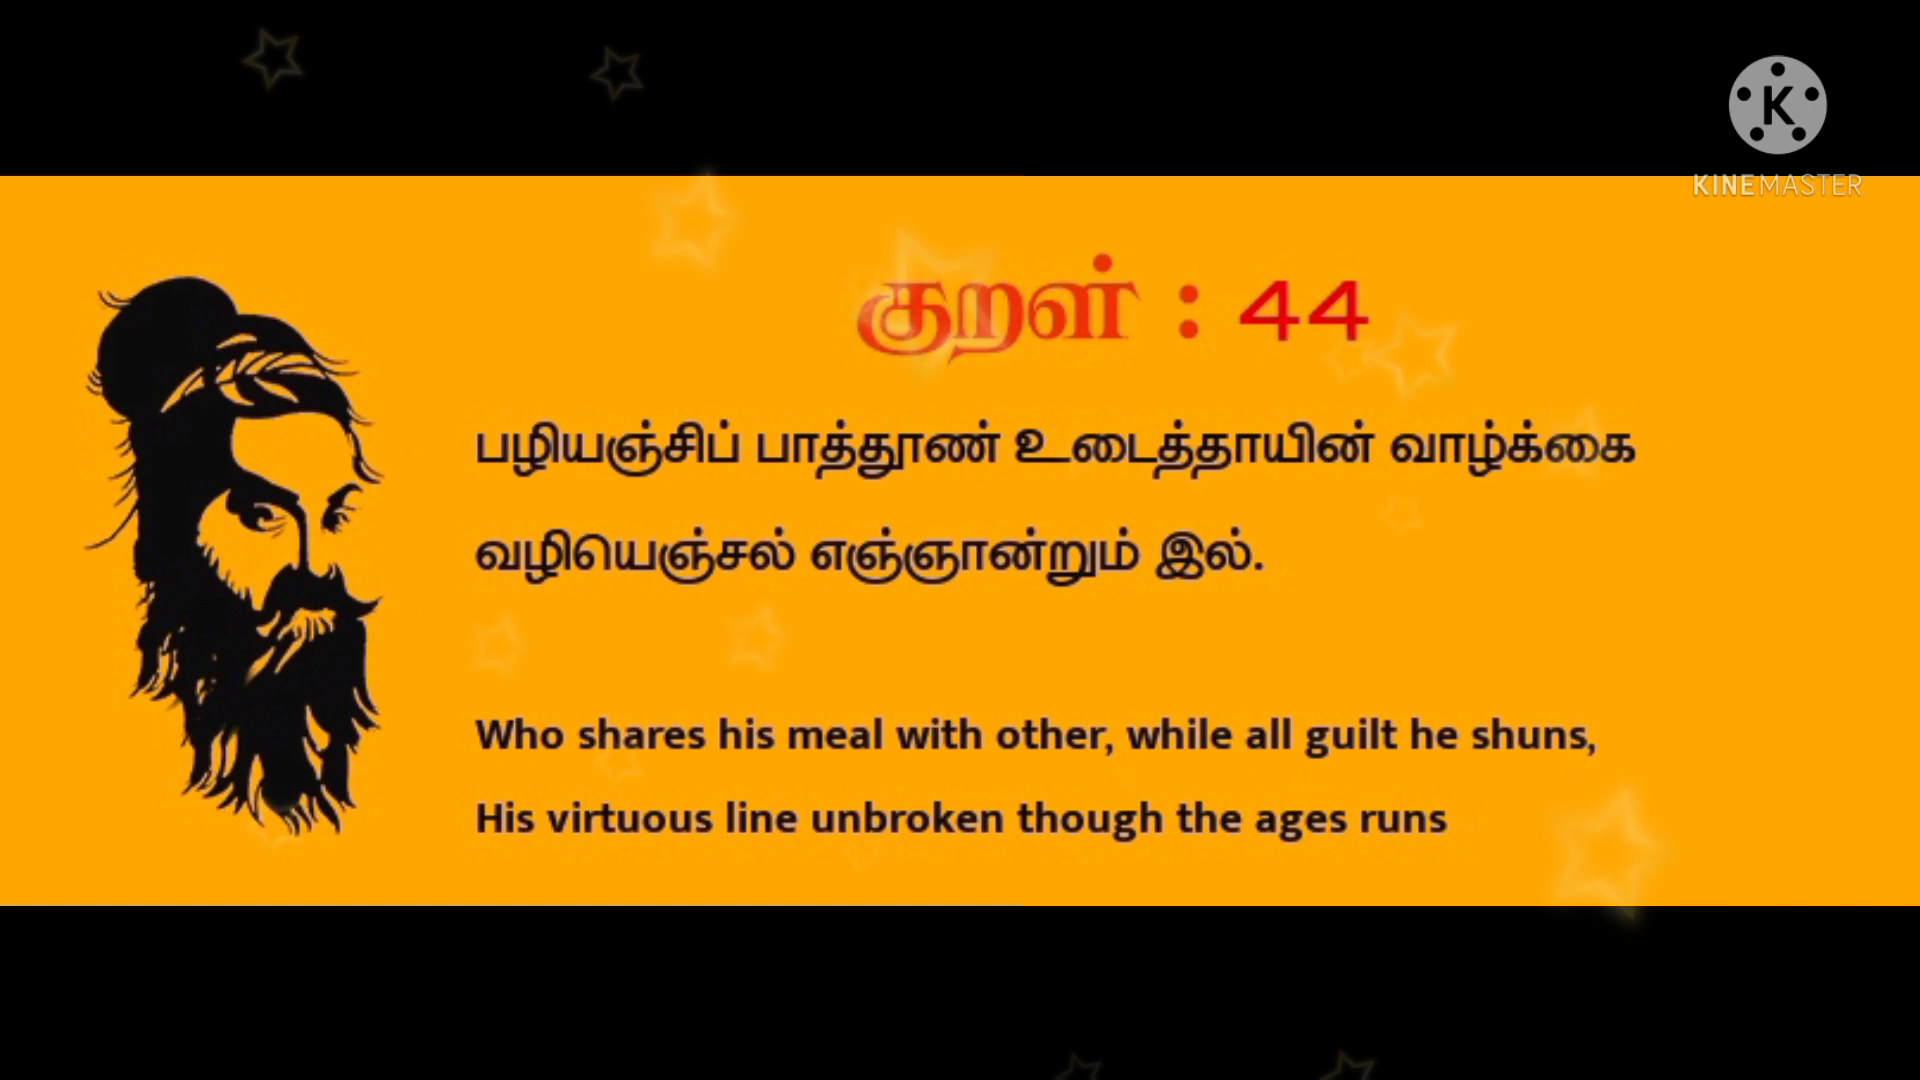 K
KINEMASTER
குறள் : 44
பழியஞ்சிப் பாத்தூண் உடைத்தாயின் வாழ்க்கை
வழியெஞ்சல் எஞ்ஞான்றும் இல்.
Who shares his meal with other, while all guilt he shuns,
His virtuous line unbroken though the ages runs